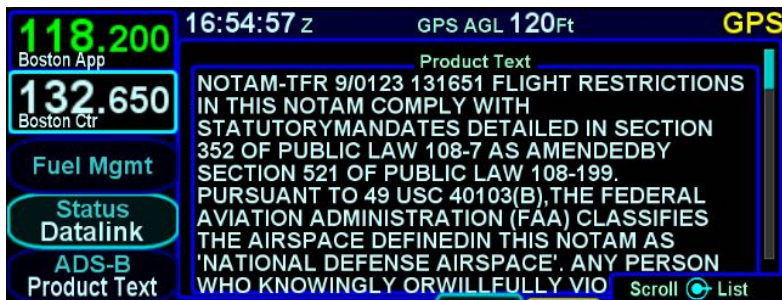 118.200
Boston App
132.650
Boston Ctr
Fuel Mgmt
Status
Datalink
ADS-B
Product Text
16:54:57 Z
GPS AGL 120Ft
GPS
Product Text
NOTAM-TFR 9/0123 131651 FLIGHT RESTRICTIONS
IN THIS NOTAM COMPLY WITH
STATUTORYMANDATES DETAILED IN SECTION
352 OF PUBLIC LAW 108-7 AS AMENDEDBY
SECTION 521 OF PUBLIC LAW 108-199.
PURSUANT TO 49 USC 40103(B),THE FEDERAL
AVIATION ADMINISTRATION (FAA) CLASSIFIES
THE AIRSPACE DEFINEDIN THIS NOTAM AS
'NATIONAL DEFENSE AIRSPACE'. ANY PERSON
WHO KNOWINGLY ORWILLFULLY VIO
Scroll List